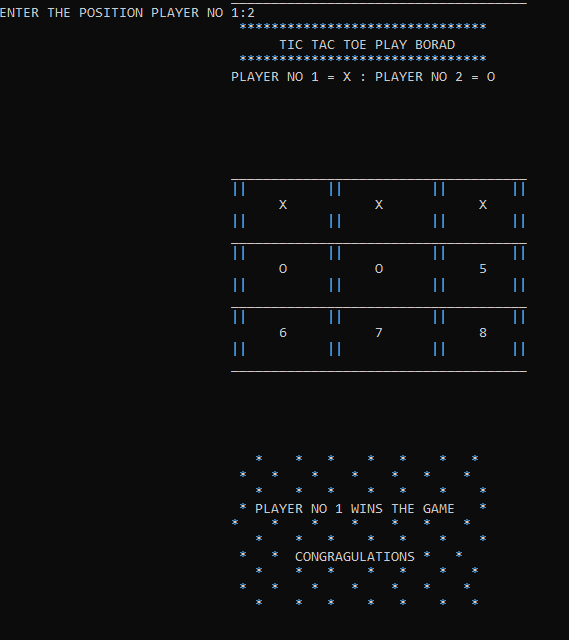 ENTER THE POSITION PLAYER NO 1:2
*******************************
TIC TAC TOE PLAY BORAD
*******************************
PLAYER NO 1 = X : PLAYER NO 2 = O
X X X
O O 5
6 7 8
PLAYER NO 1 WINS THE GAME
CONGRAGULATIONS